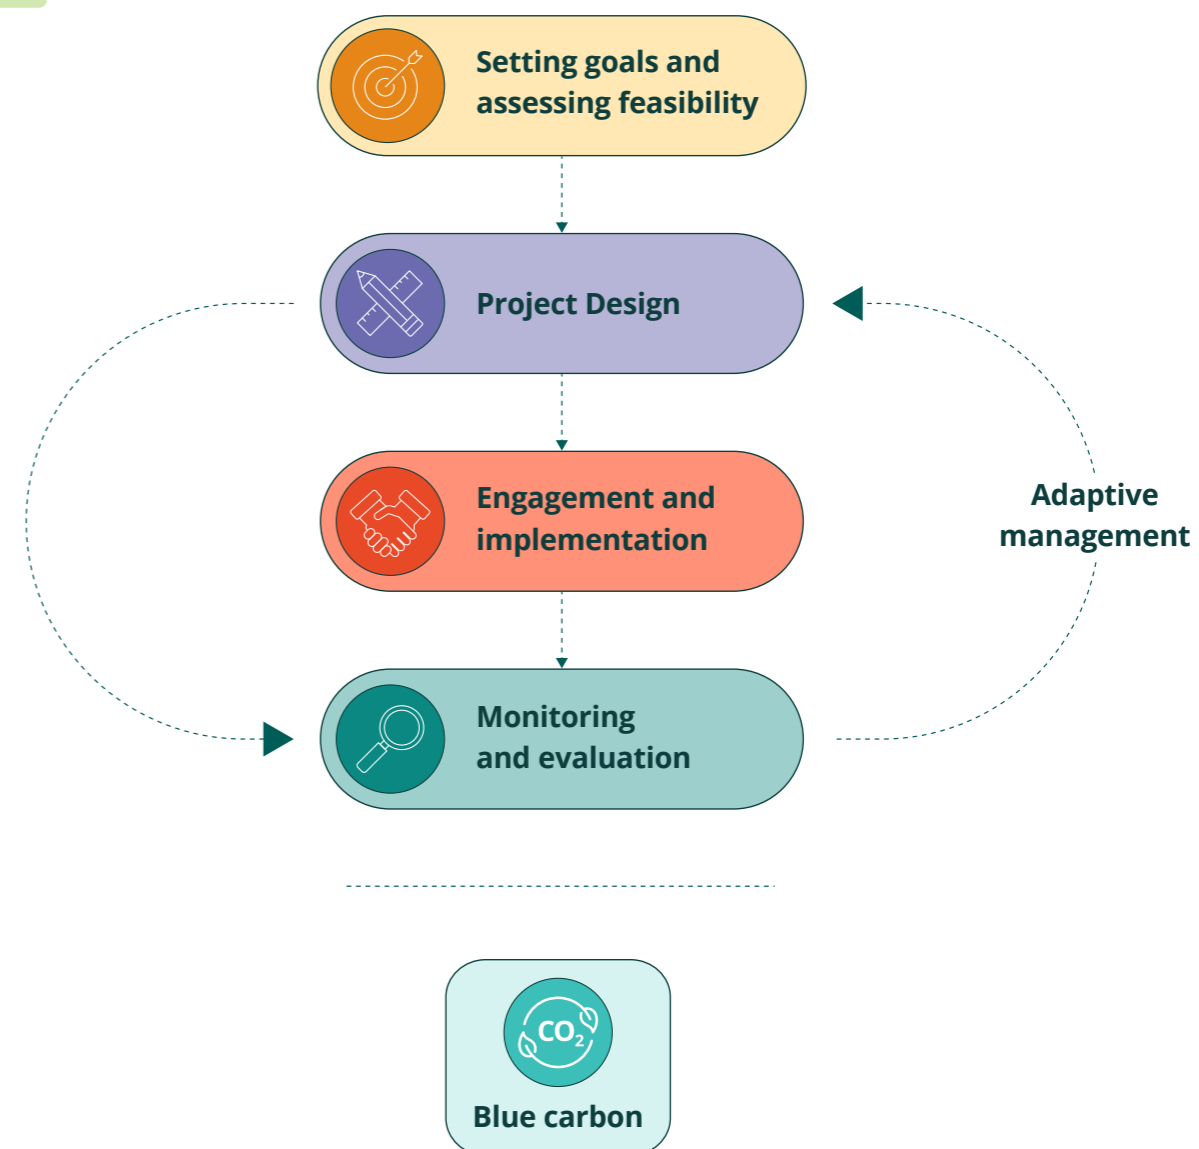 Setting goals and
assessing feasibility
Project Design
Engagement and
implementation
Adaptive
management
Monitoring
and evaluation
CO₂
Blue carbon